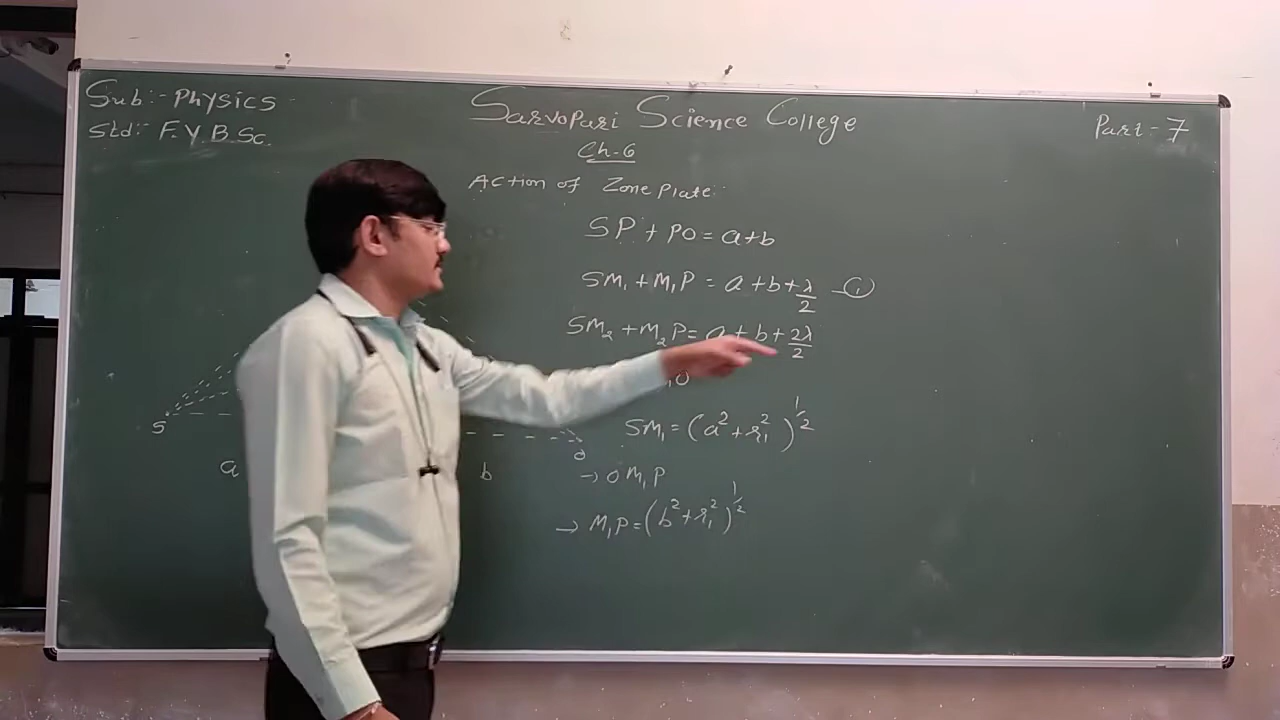 Sub:- Physics
Std:- F.Y.B.Sc.
Sarvopari Science College
Part-7
Ch-6
Action of Zone Plate:
SP + PO = a+b
SM₁ + M₁P = a+b+λ/2 —①
SM₂ + M₂P = a+b+2λ/2
SM₁ = (a²+r₁²)^1/2
→ OM₁P
→ M₁P = (b²+r₁²)^1/2
S
a
b
O